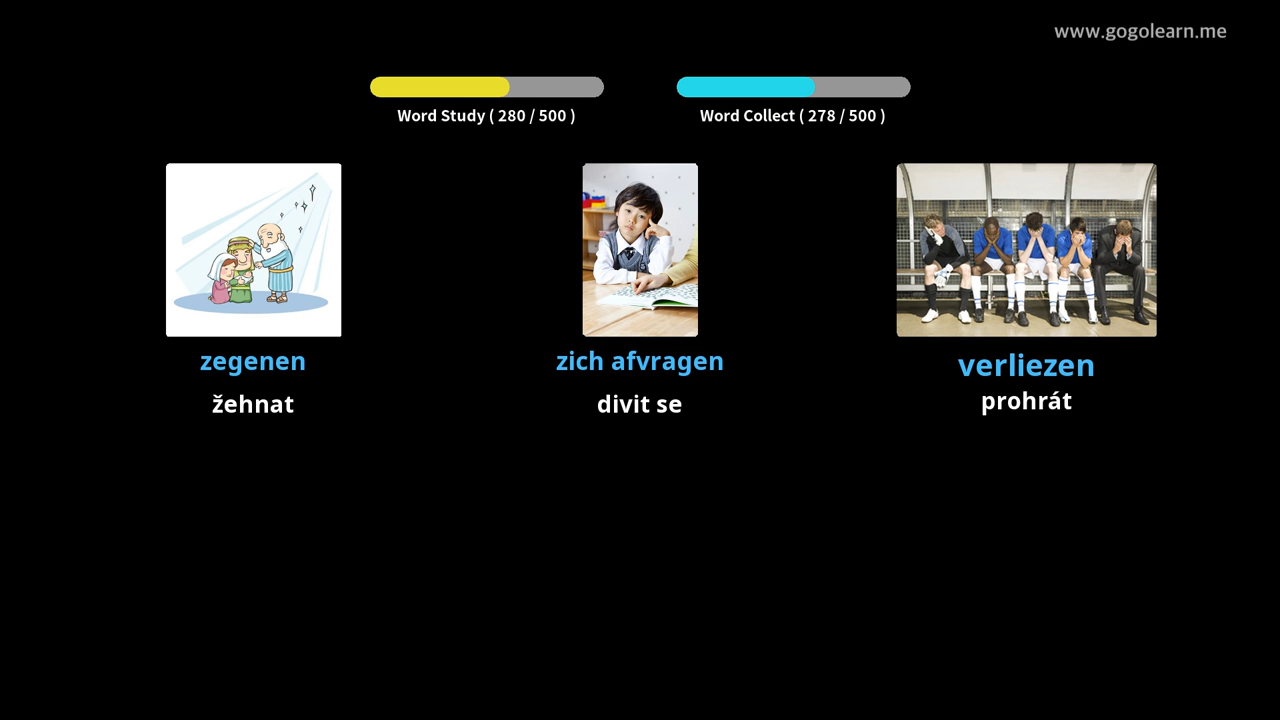 www.gogolearn.me
Word Study ( 280 / 500 )
Word Collect ( 278 / 500 )
zegenen
žehnat
zich afvragen
divit se
verliezen
prohrát